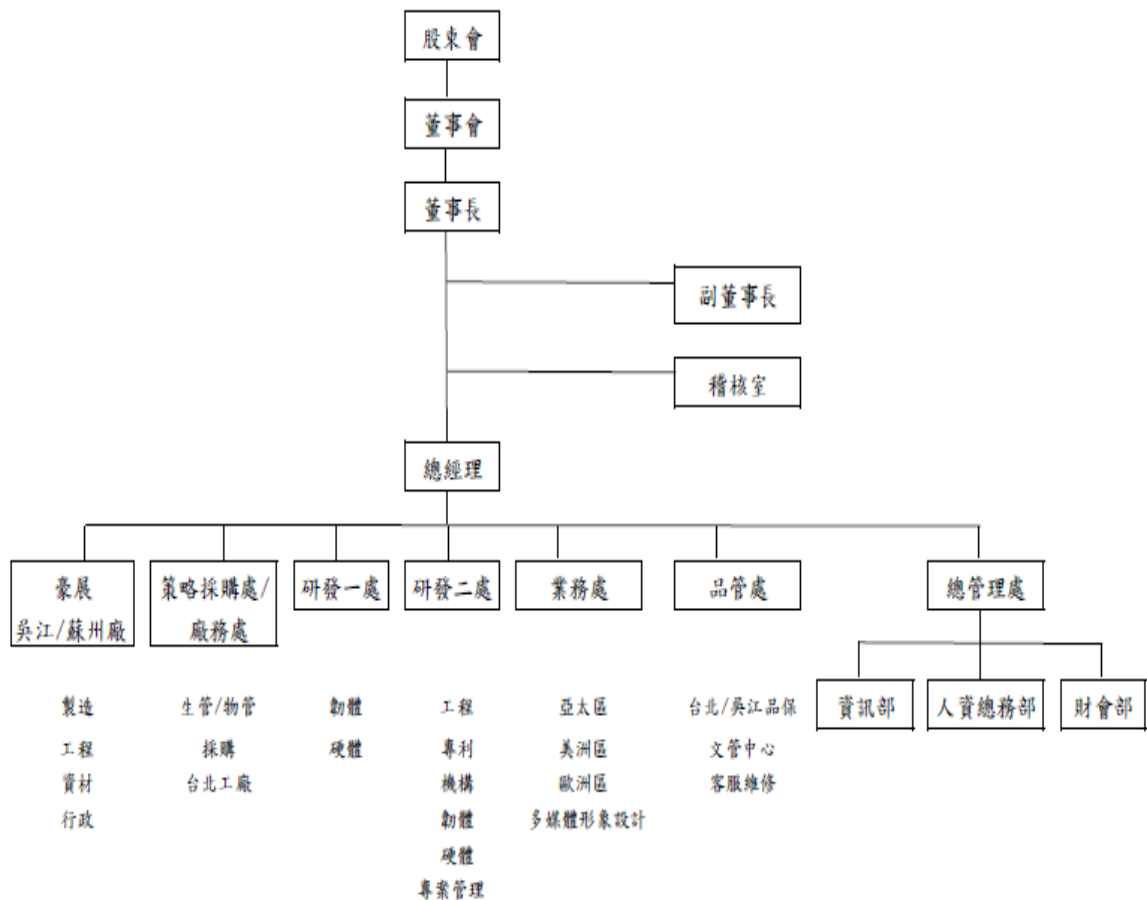 股東會
董事會
董事長
副董事長
稽核室
總經理
豪展
吳江/蘇州廠
策略採購處/
廠務處
研發一處
研發二處
業務處
品管處
總管理處
製造
工程
資材
行政
生管/物管
採購
台北工廠
韌體
硬體
工程
專利
機構
韌體
硬體
專案管理
亞太區
美洲區
歐洲區
多媒體形象設計
台北/吳江品保
文管中心
客服維修
資訊部
人資總務部
財會部